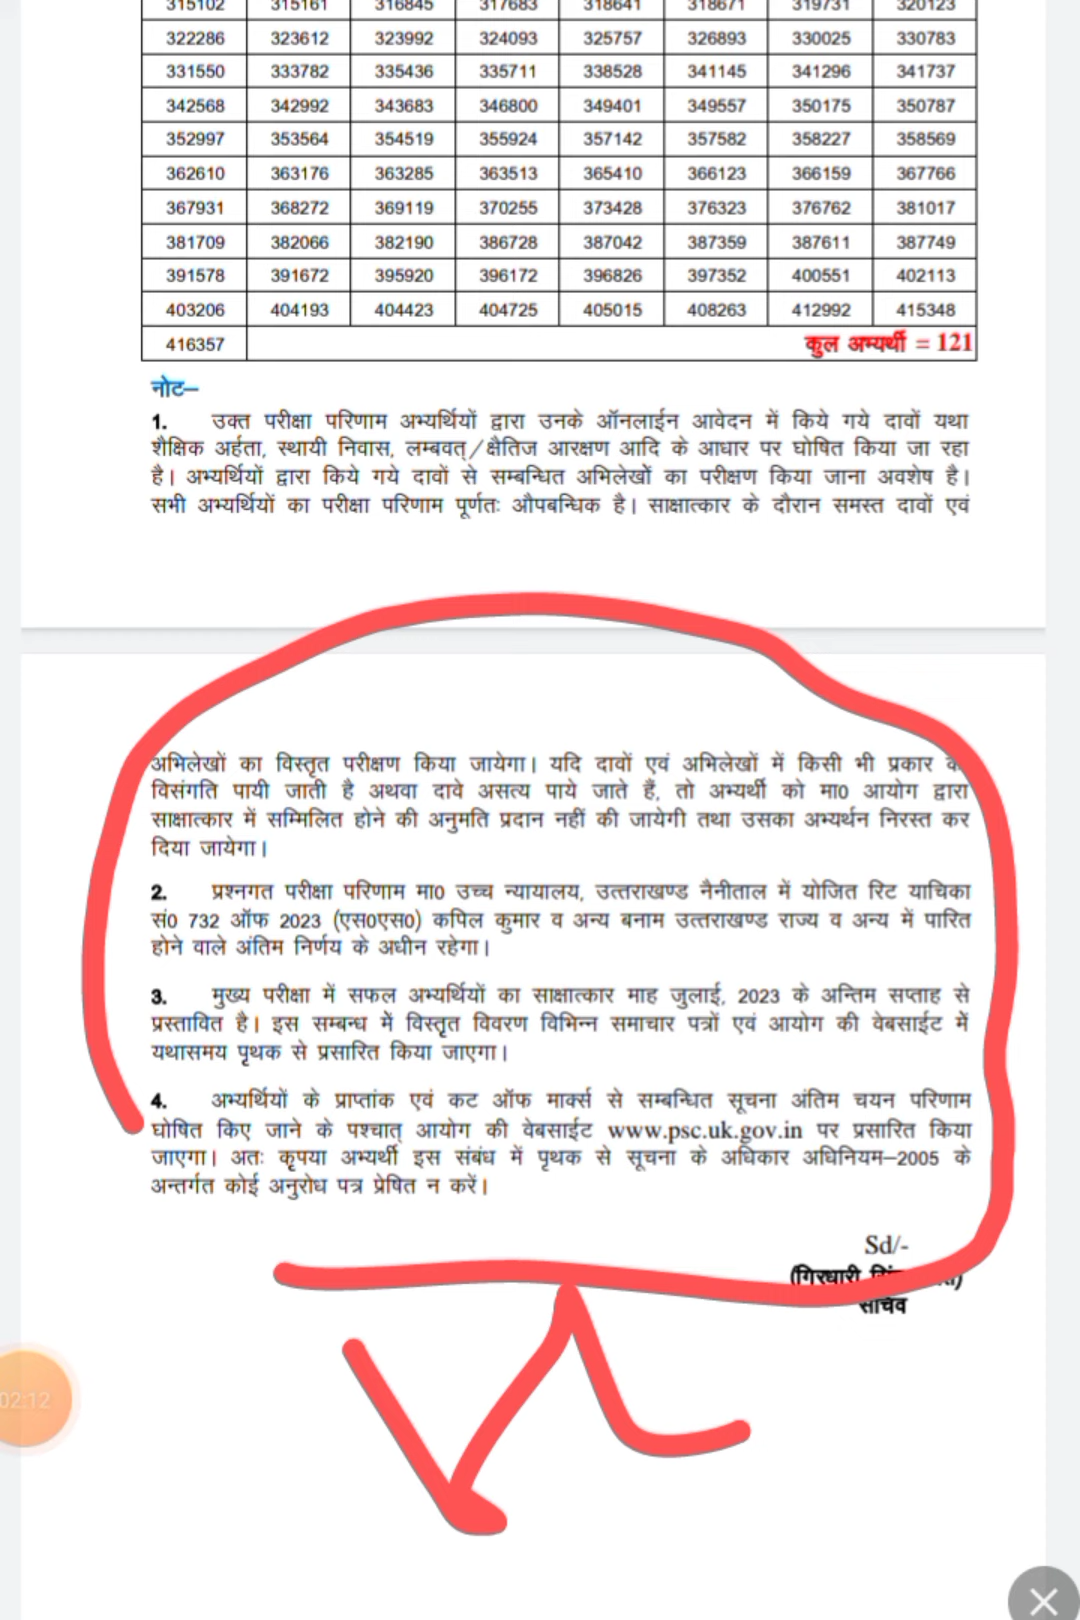 315102 315161 316845 317683 318641 318671 319731 320123
322286 323612 323992 324093 325757 326893 330025 330783
331550 333782 335436 335711 338528 341145 341296 341737
342568 342992 343683 346800 349401 349557 350175 350787
352997 353564 354519 355924 357142 357582 358227 358569
362610 363176 363285 363513 365410 366123 366159 367766
367931 368272 369119 370255 373428 376323 376762 381017
381709 382066 382190 386728 387042 387359 387611 387749
391578 391672 395920 396172 396826 397352 400551 402113
403206 404193 404423 404725 405015 408263 412992 415348
416357 कुल अभ्यर्थी = 121
नोट–
1. उक्त परीक्षा परिणाम अभ्यर्थियों द्वारा उनके ऑनलाईन आवेदन में किये गये दावों यथा
शैक्षिक अर्हता, स्थायी निवास, लम्बवत्/क्षैतिज आरक्षण आदि के आधार पर घोषित किया जा रहा
है। अभ्यर्थियों द्वारा किये गये दावों से सम्बन्धित अभिलेखों का परीक्षण किया जाना अवशेष है।
सभी अभ्यर्थियों का परीक्षा परिणाम पूर्णतः औपबन्धिक है। साक्षात्कार के दौरान समस्त दावों एवं
अभिलेखों का विस्तृत परीक्षण किया जायेगा। यदि दावों एवं अभिलेखों में किसी भी प्रकार
विसंगति पायी जाती है अथवा दावे असत्य पाये जाते हैं, तो अभ्यर्थी को मा0 आयोग द्वारा
साक्षात्कार में सम्मिलित होने की अनुमति प्रदान नहीं की जायेगी तथा उसका अभ्यर्थन निरस्त कर
दिया जायेगा।
2. प्रश्नगत परीक्षा परिणाम मा0 उच्च न्यायालय, उत्तराखण्ड नैनीताल में योजित रिट याचिका
सं0 732 ऑफ 2023 (एस0एस0) कपिल कुमार व अन्य बनाम उत्तराखण्ड राज्य व अन्य में पारित
होने वाले अंतिम निर्णय के अधीन रहेगा।
3. मुख्य परीक्षा में सफल अभ्यर्थियों का साक्षात्कार माह जुलाई, 2023 के अन्तिम सप्ताह से
प्रस्तावित है। इस सम्बन्ध में विस्तृत विवरण विभिन्न समाचार पत्रों एवं आयोग की वेबसाईट में
यथासमय पृथक से प्रसारित किया जाएगा।
4. अभ्यर्थियों के प्राप्तांक एवं कट ऑफ मार्क्स से सम्बन्धित सूचना अंतिम चयन परिणाम
घोषित किए जाने के पश्चात् आयोग की वेबसाईट www.psc.uk.gov.in पर प्रसारित किया
जाएगा। अतः कृपया अभ्यर्थी इस संबंध में पृथक से सूचना के अधिकार अधिनियम–2005 के
अन्तर्गत कोई अनुरोध पत्र प्रेषित न करें।
Sd/-
(गिरधारी
सचिव
02:12